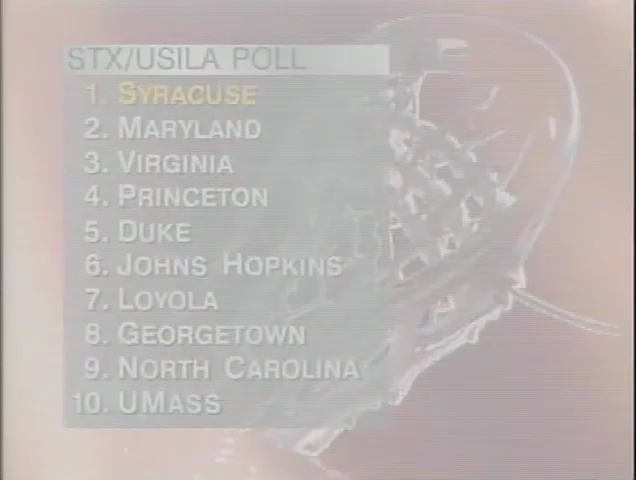 STX/USILA POLL
1. SYRACUSE
2. MARYLAND
3. VIRGINIA
4. PRINCETON
5. DUKE
6. JOHNS HOPKINS
7. LOYOLA
8. GEORGETOWN
9. NORTH CAROLINA
10. UMASS